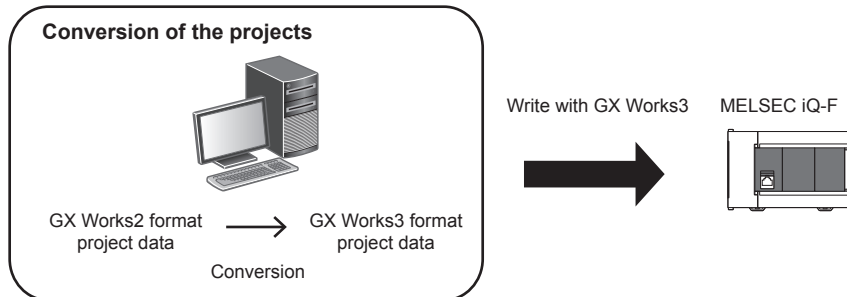 Conversion of the projects
Write with GX Works3
MELSEC iQ-F
GX Works2 format
project data
GX Works3 format
project data
Conversion